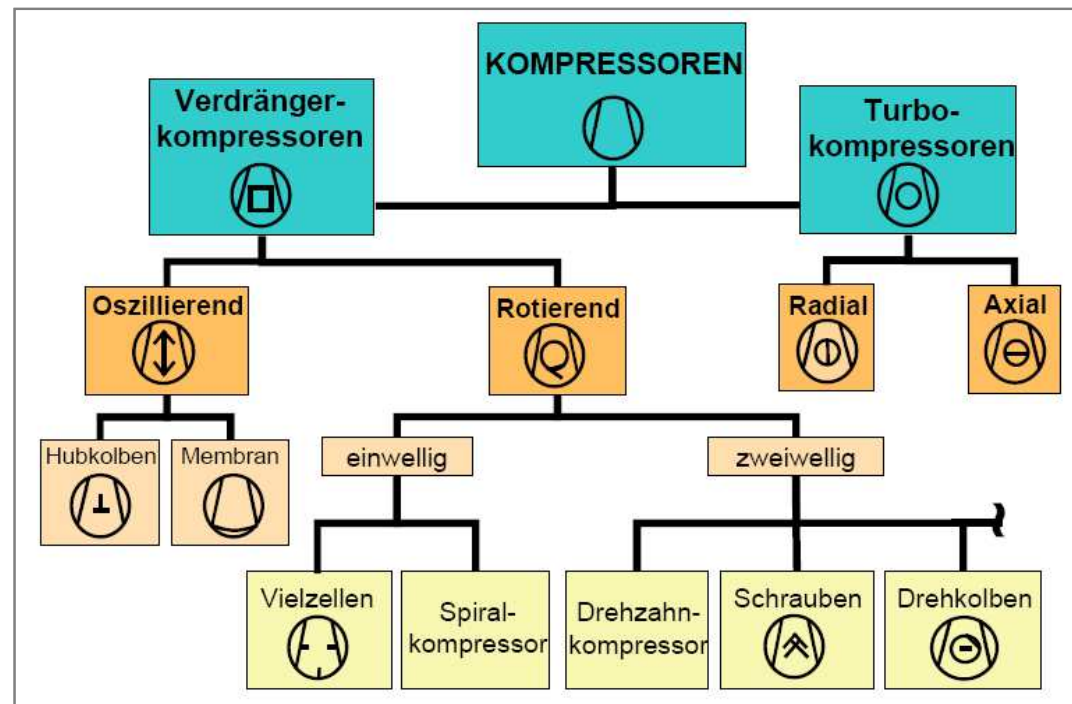 KOMPRESSOREN
Verdränger-
kompressoren
Turbo-
kompressoren
Oszillierend
Rotierend
Radial
Axial
Hubkolben
Membran
einwellig
zweiwellig
Vielzellen
Spiral-
kompressor
Drehzahn-
kompressor
Schrauben
Drehkolben